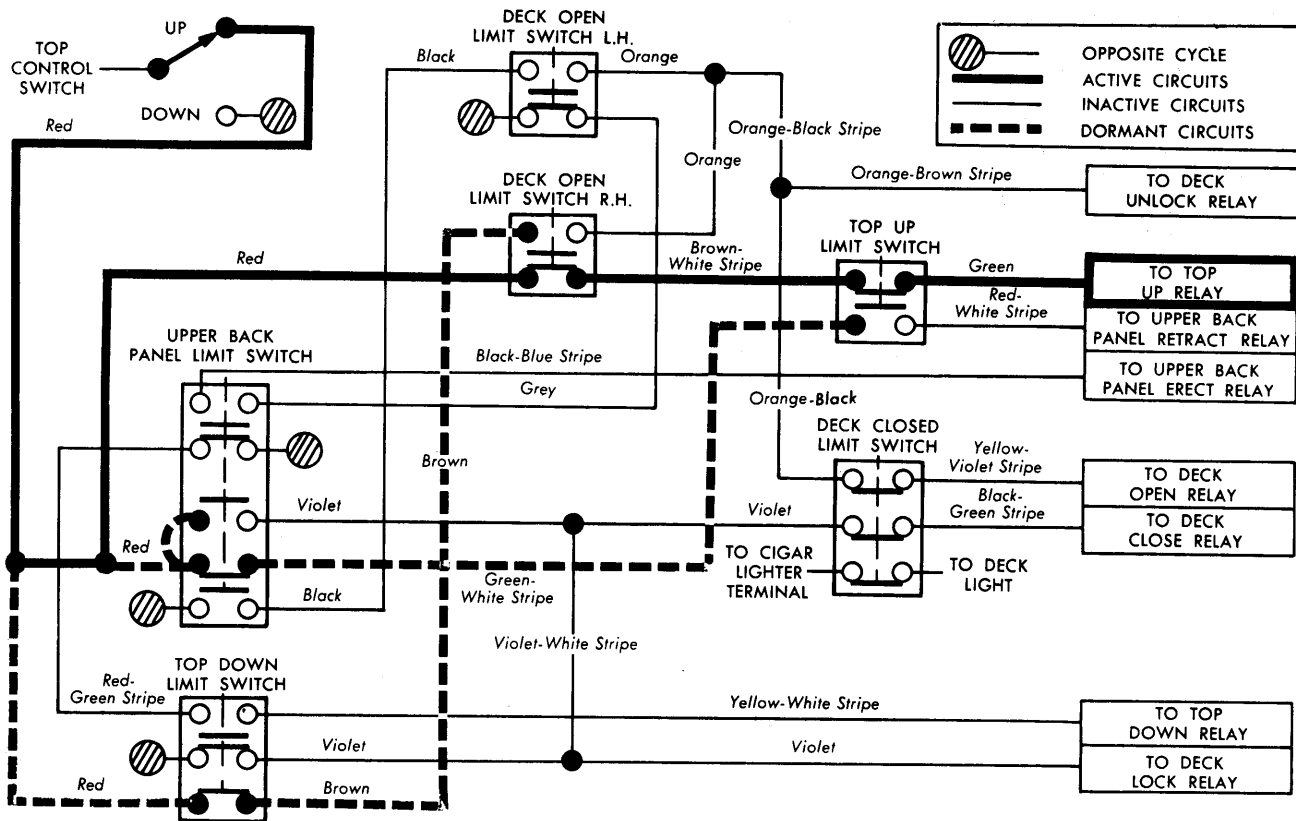 UP
TOP
CONTROL
SWITCH
DOWN
Red
DECK OPEN
LIMIT SWITCH L.H.
Black
Orange
Orange-Black Stripe
Orange
OPPOSITE CYCLE
ACTIVE CIRCUITS
INACTIVE CIRCUITS
DORMANT CIRCUITS
Orange-Brown Stripe
TO DECK
UNLOCK RELAY
DECK OPEN
LIMIT SWITCH R.H.
Red
Brown-
White Stripe
TOP UP
LIMIT SWITCH
Green
Red-
White Stripe
TO TOP
UP RELAY
TO UPPER BACK
PANEL RETRACT RELAY
TO UPPER BACK
PANEL ERECT RELAY
UPPER BACK
PANEL LIMIT SWITCH
Black-Blue Stripe
Grey
Orange-Black
DECK CLOSED
LIMIT SWITCH
Yellow-
Violet Stripe
Black-
Green Stripe
TO DECK
OPEN RELAY
TO DECK
CLOSE RELAY
Brown
Violet
Violet
Red
TO CIGAR
LIGHTER
TERMINAL
TO DECK
LIGHT
Green-
White Stripe
Black
Violet-White Stripe
Red-
Green Stripe
TOP DOWN
LIMIT SWITCH
Yellow-White Stripe
TO TOP
DOWN RELAY
Violet
Violet
TO DECK
LOCK RELAY
Red
Brown